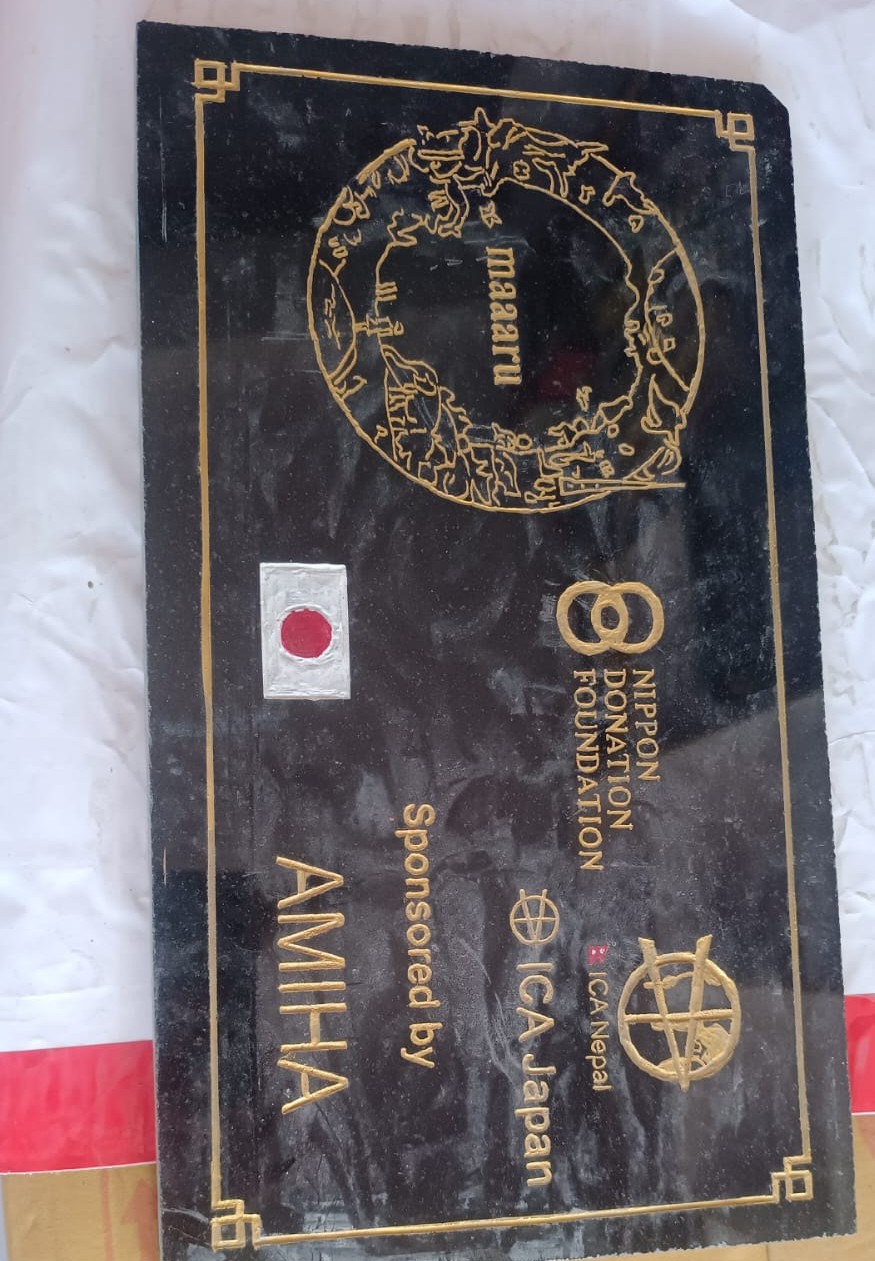 maaaru
NIPPON
DONATION
FOUNDATION
ICA Nepal
ICA Japan
Sponsored by
AMIHA